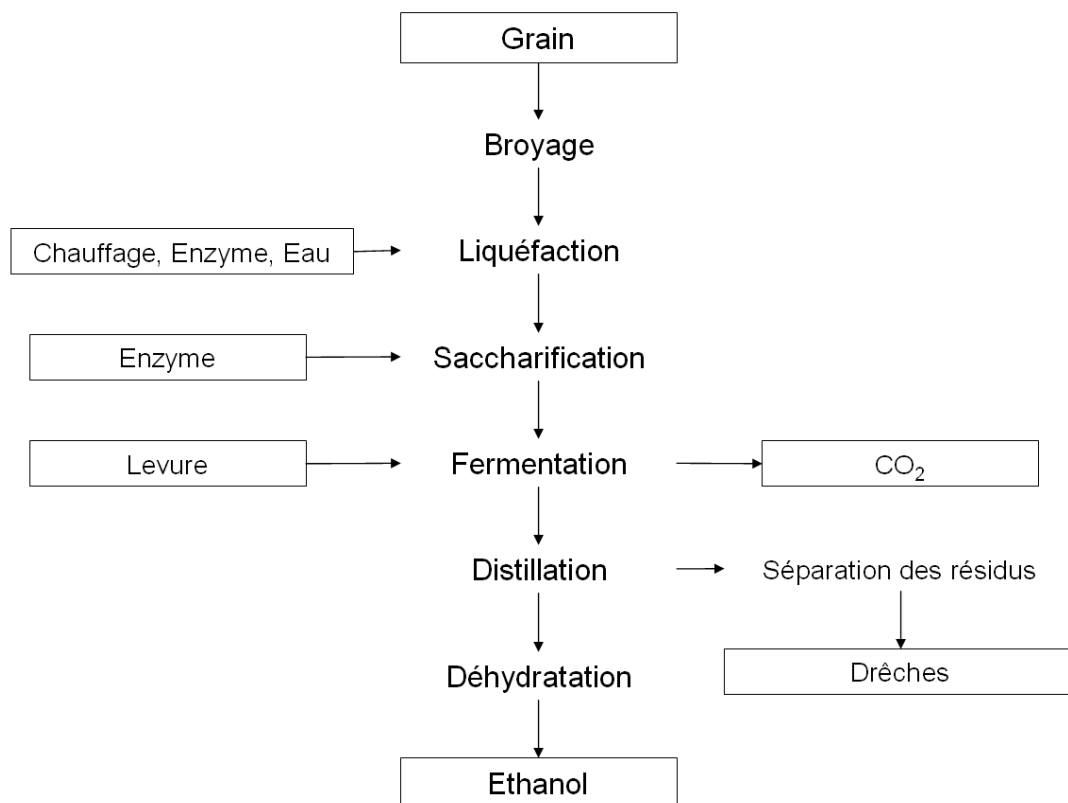 Grain
Broyage
Chauffage, Enzyme, Eau
Liquéfaction
Enzyme
Saccharification
Levure
Fermentation
CO₂
Distillation
Séparation des résidus
Déhydratation
Drêches
Ethanol